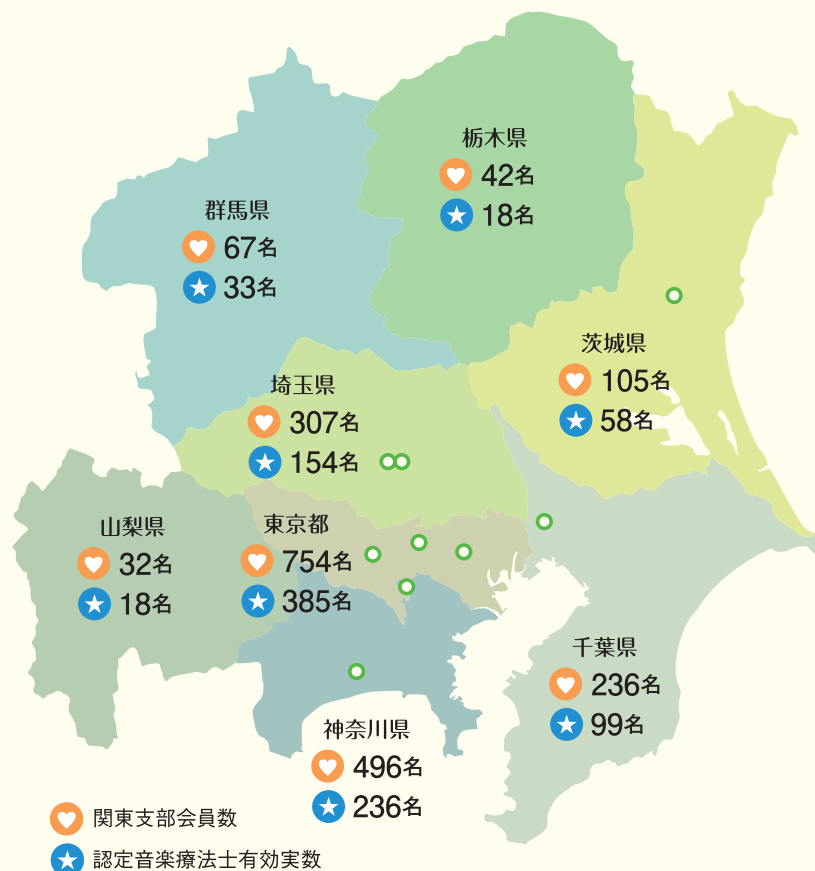 栃木県
42名
18名
群馬県
67名
33名
茨城県
105名
58名
埼玉県
307名
154名
山梨県
32名
18名
東京都
754名
385名
千葉県
236名
99名
神奈川県
496名
236名
関東支部会員数
認定音楽療法士有効実数